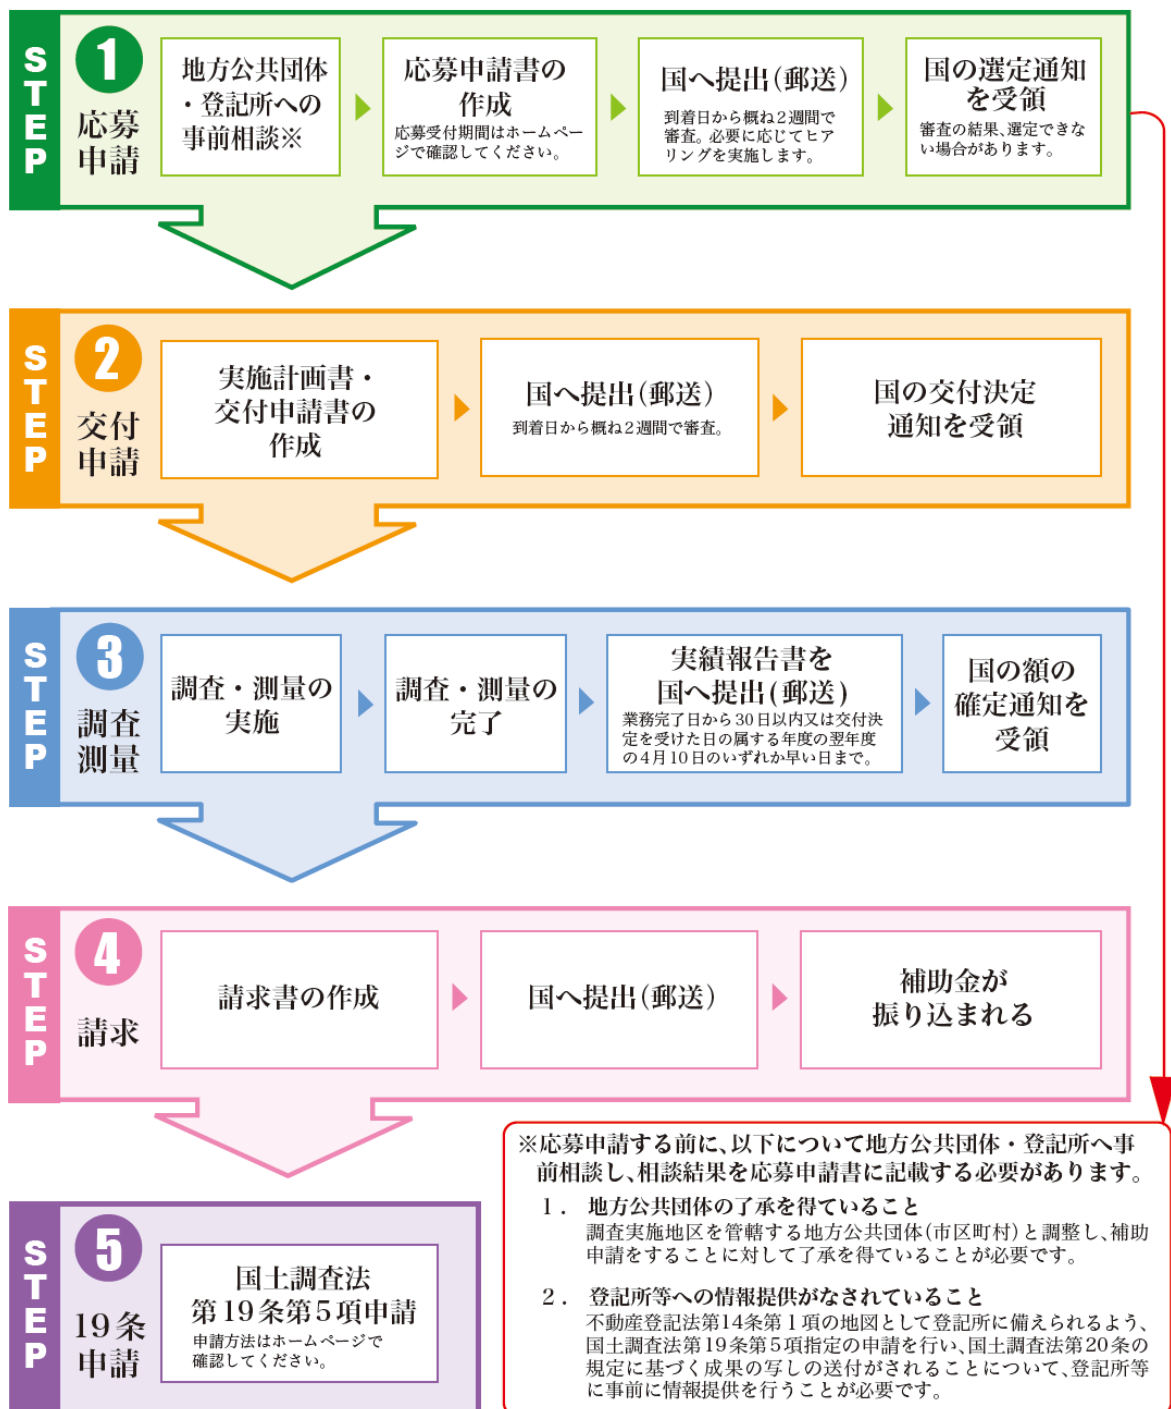 STEP
1
応募
申請
地方公共団体
・登記所への
事前相談※
応募申請書の
作成
応募受付期間はホームペー
ジで確認してください。
国へ提出(郵送)
到着日から概ね2週間で
審査。必要に応じてヒア
リングを実施します。
国の選定通知
を受領
審査の結果、選定できな
い場合があります。
STEP
2
交付
申請
実施計画書・
交付申請書の
作成
国へ提出(郵送)
到着日から概ね2週間で審査。
国の交付決定
通知を受領
STEP
3
調査
測量
調査・測量の
実施
調査・測量の
完了
実績報告書を
国へ提出(郵送)
業務完了日から30日以内又は交付決
定を受けた日の属する年度の翌年度
の4月10日のいずれか早い日まで。
国の額の
確定通知を
受領
STEP
4
請求
請求書の作成
国へ提出(郵送)
補助金が
振り込まれる
STEP
5
19条
申請
国土調査法
第19条第5項申請
申請方法はホームページで
確認してください。
※応募申請する前に、以下について地方公共団体・登記所へ事
前相談し、相談結果を応募申請書に記載する必要があります。
1. 地方公共団体の了承を得ていること
調査実施地区を管轄する地方公共団体(市区町村)と調整し、補助
申請をすることに対して了承を得ていることが必要です。
2. 登記所等への情報提供がなされていること
不動産登記法第14条第1項の地図として登記所に備えられるよう、
国土調査法第19条第5項指定の申請を行い、国土調査法第20条の
規定に基づく成果の写しの送付がされることについて、登記所等
に事前に情報提供を行うことが必要です。